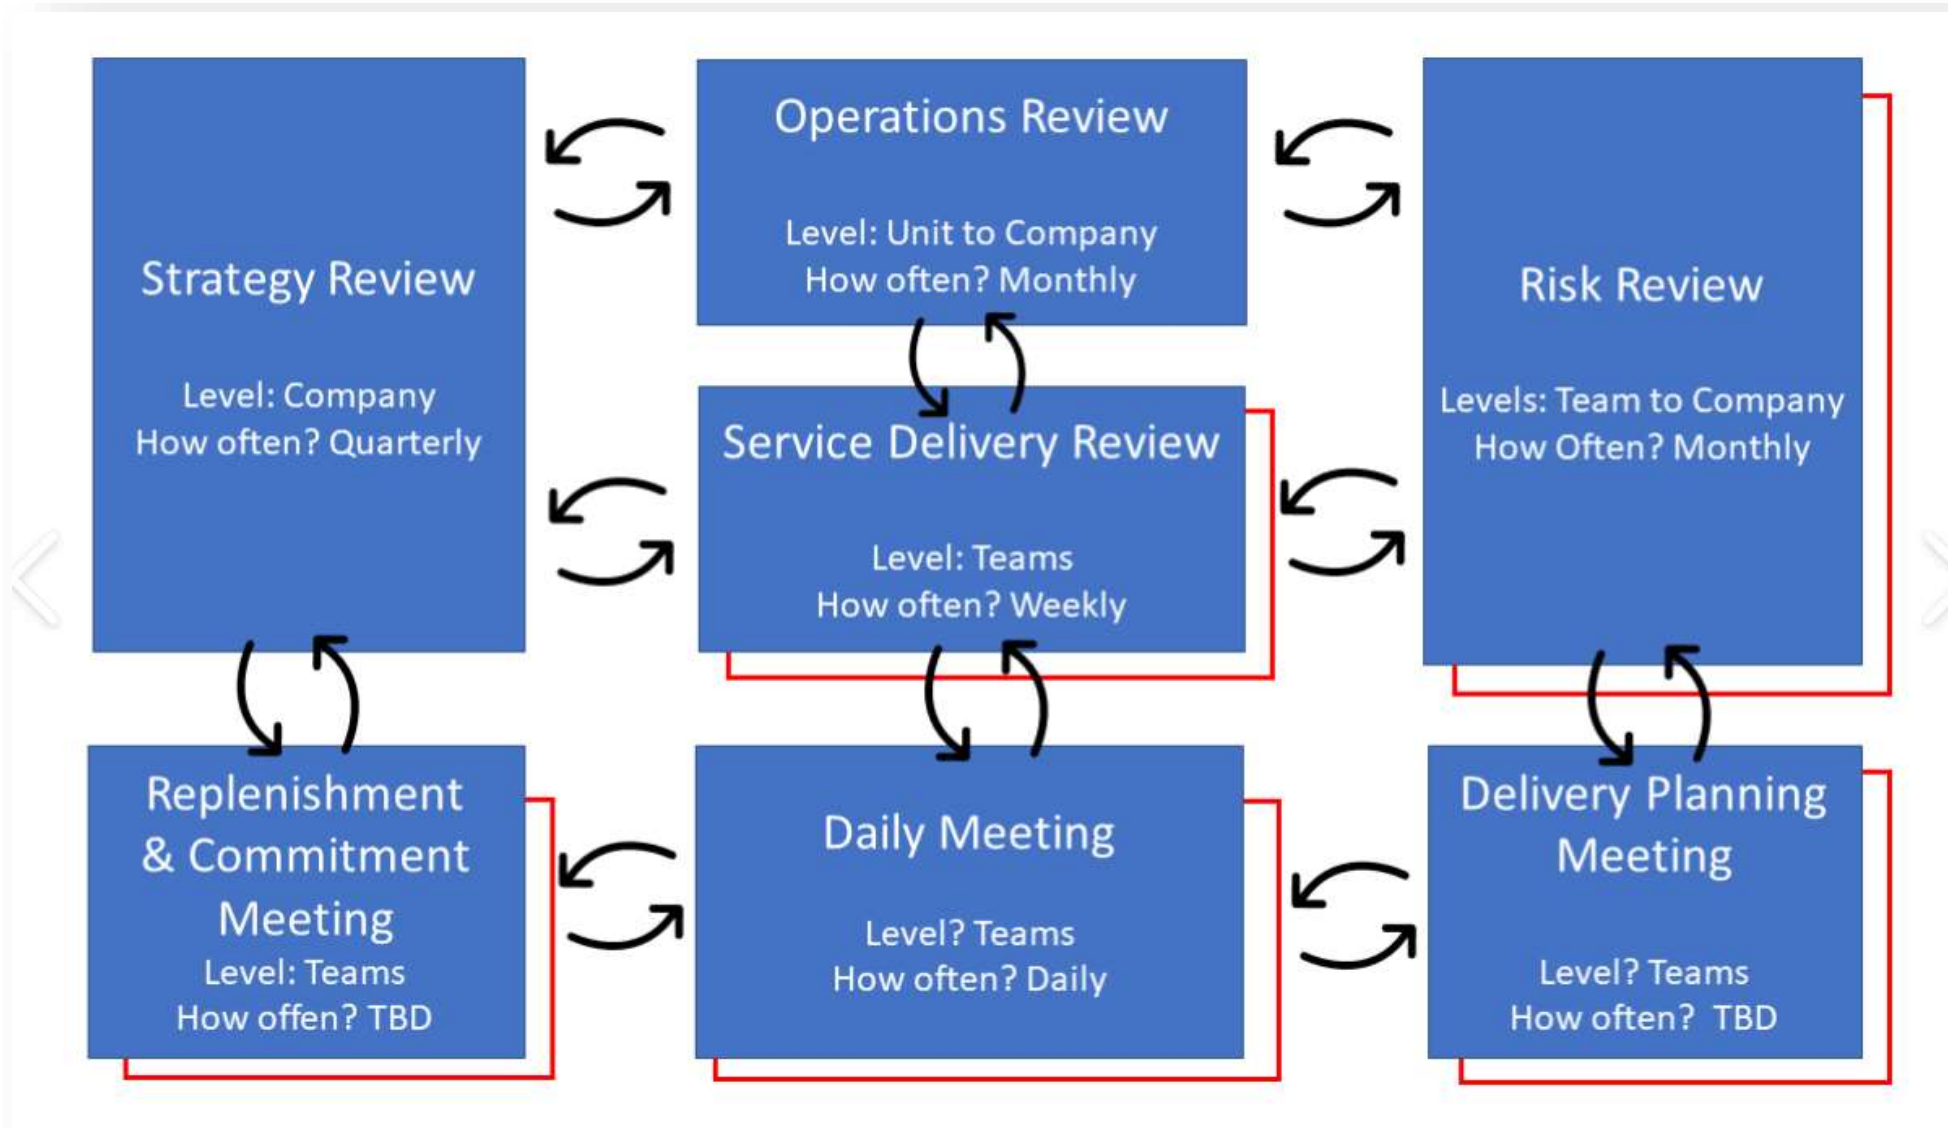 Strategy Review
Level: Company
How often? Quarterly
Operations Review
Level: Unit to Company
How often? Monthly
Risk Review
Levels: Team to Company
How Often? Monthly
Service Delivery Review
Level: Teams
How often? Weekly
Replenishment
& Commitment
Meeting
Level: Teams
How offen? TBD
Daily Meeting
Level? Teams
How often? Daily
Delivery Planning
Meeting
Level? Teams
How often? TBD